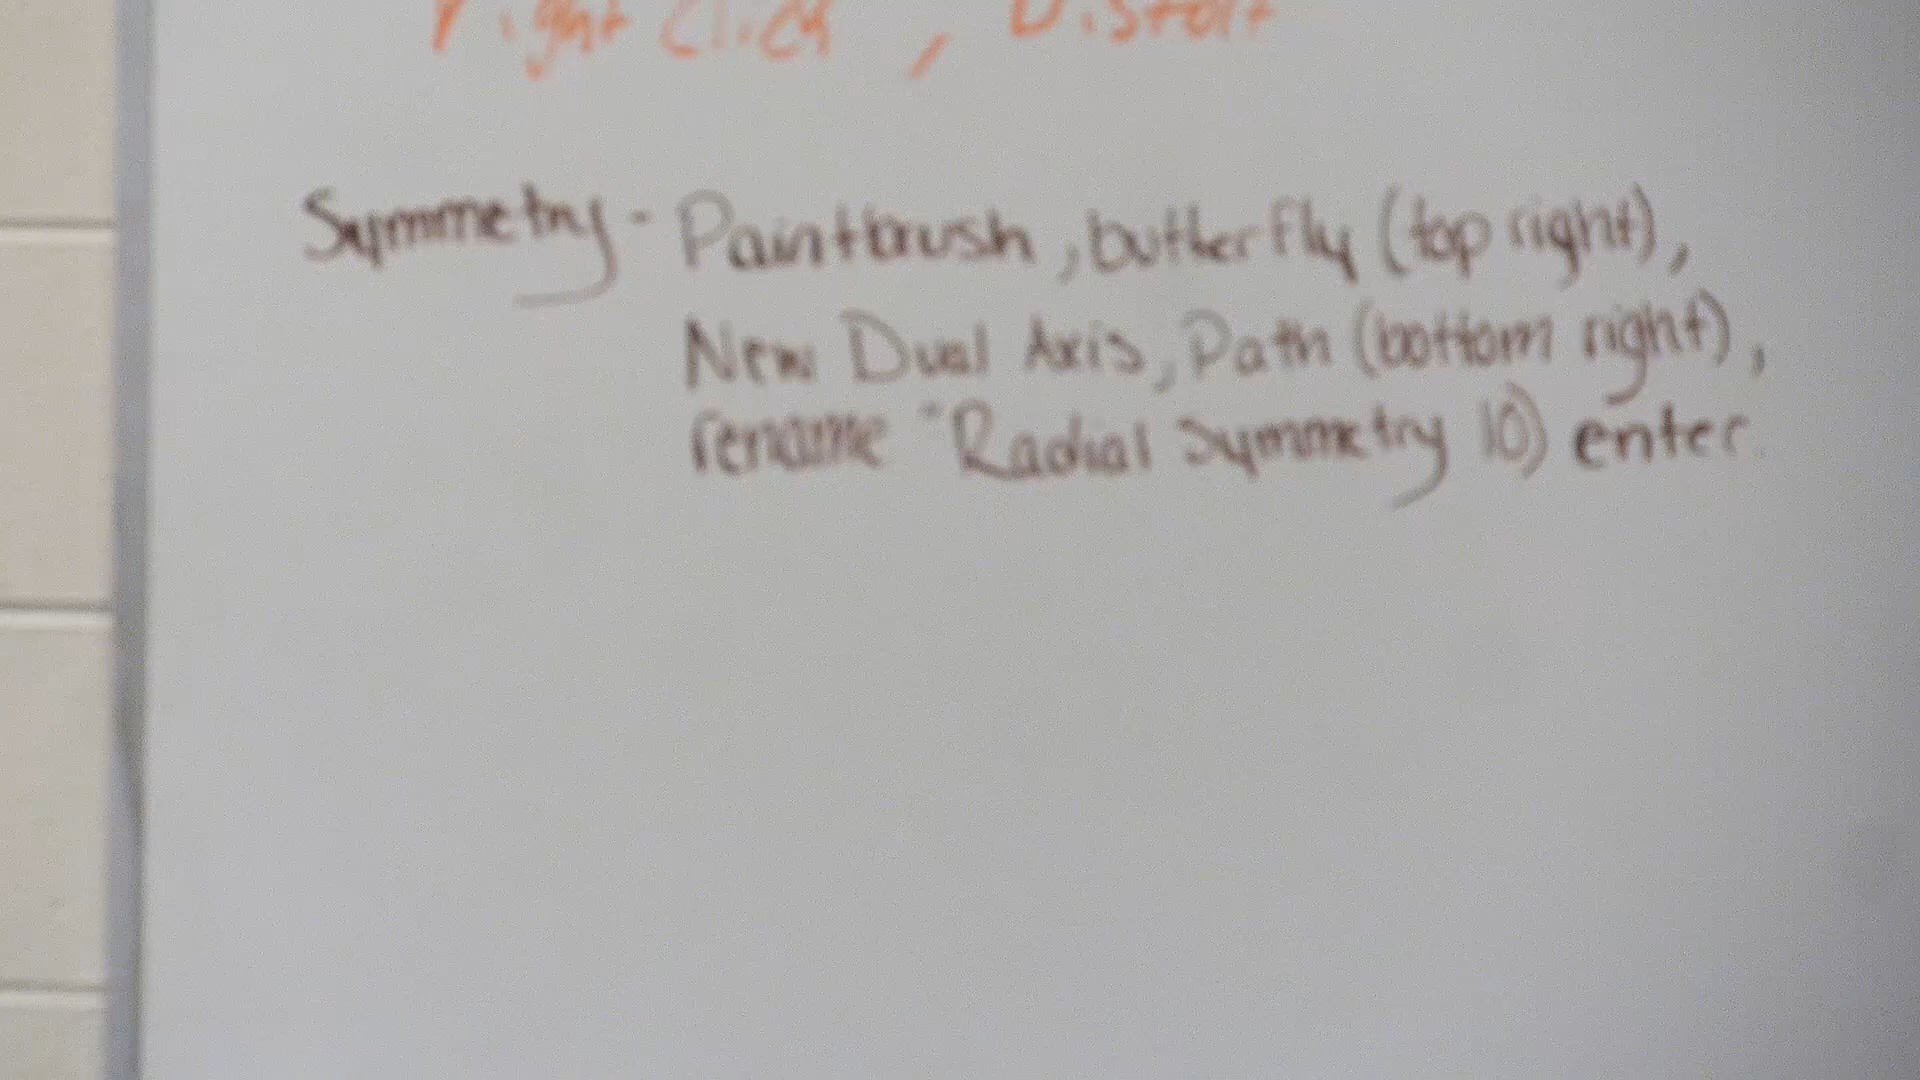 right click, Distort
Symmetry - Paintbrush, butterfly (top right),
New Dual Axis, Path (bottom right),
rename "Radial Symmetry 10) enter.